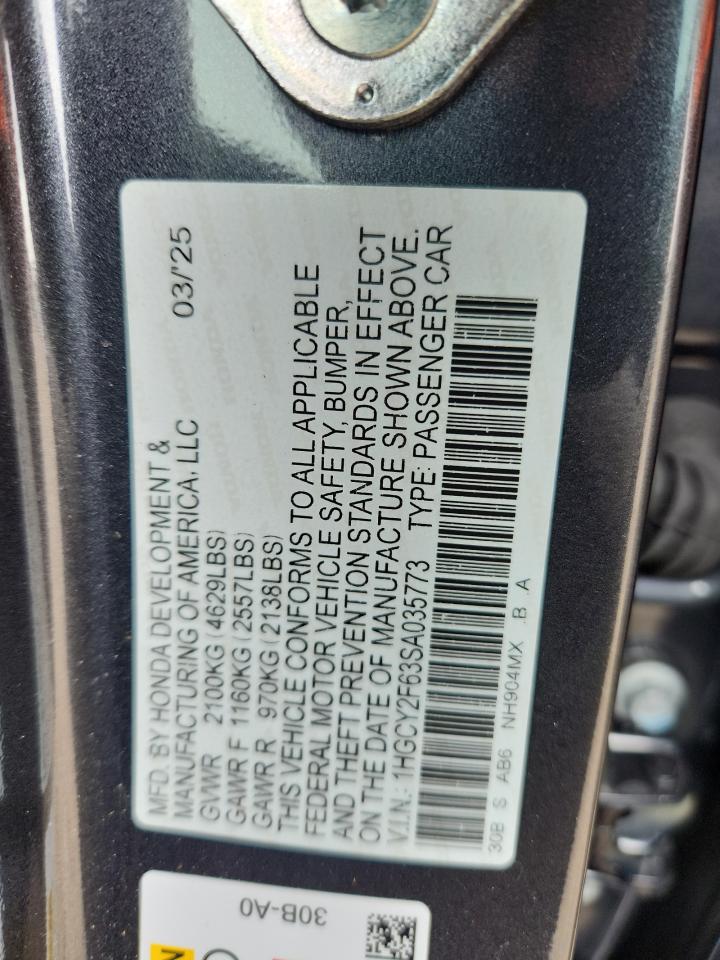 MFD. BY HONDA DEVELOPMENT & 03/'25
MANUFACTURING OF AMERICA, LLC
GVWR 2100KG (4629LBS)
GAWR F 1160KG (2557LBS)
GAWR R 970KG (2138LBS)
THIS VEHICLE CONFORMS TO ALL APPLICABLE
FEDERAL MOTOR VEHICLE SAFETY, BUMPER,
AND THEFT PREVENTION STANDARDS IN EFFECT
ON THE DATE OF MANUFACTURE SHOWN ABOVE.
V.I.N.: 1HGCY2F63SA035773 TYPE: PASSENGER CAR
30B S AB6 NH904MX B A
30B-A0